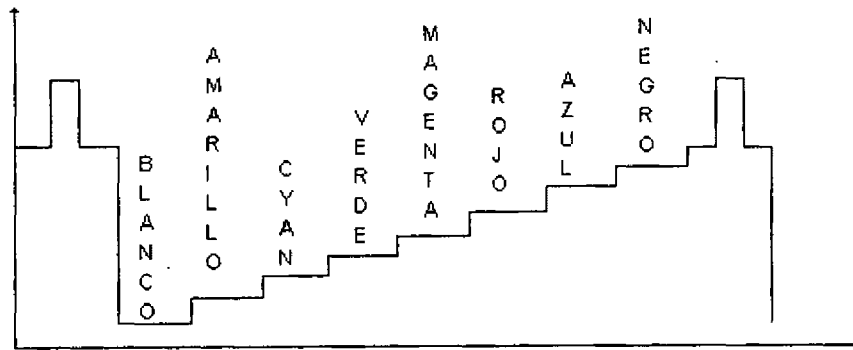 BLANCO
AMARILLO
CYAN
VERDE
MAGENTA
ROJO
AZUL
NEGRO